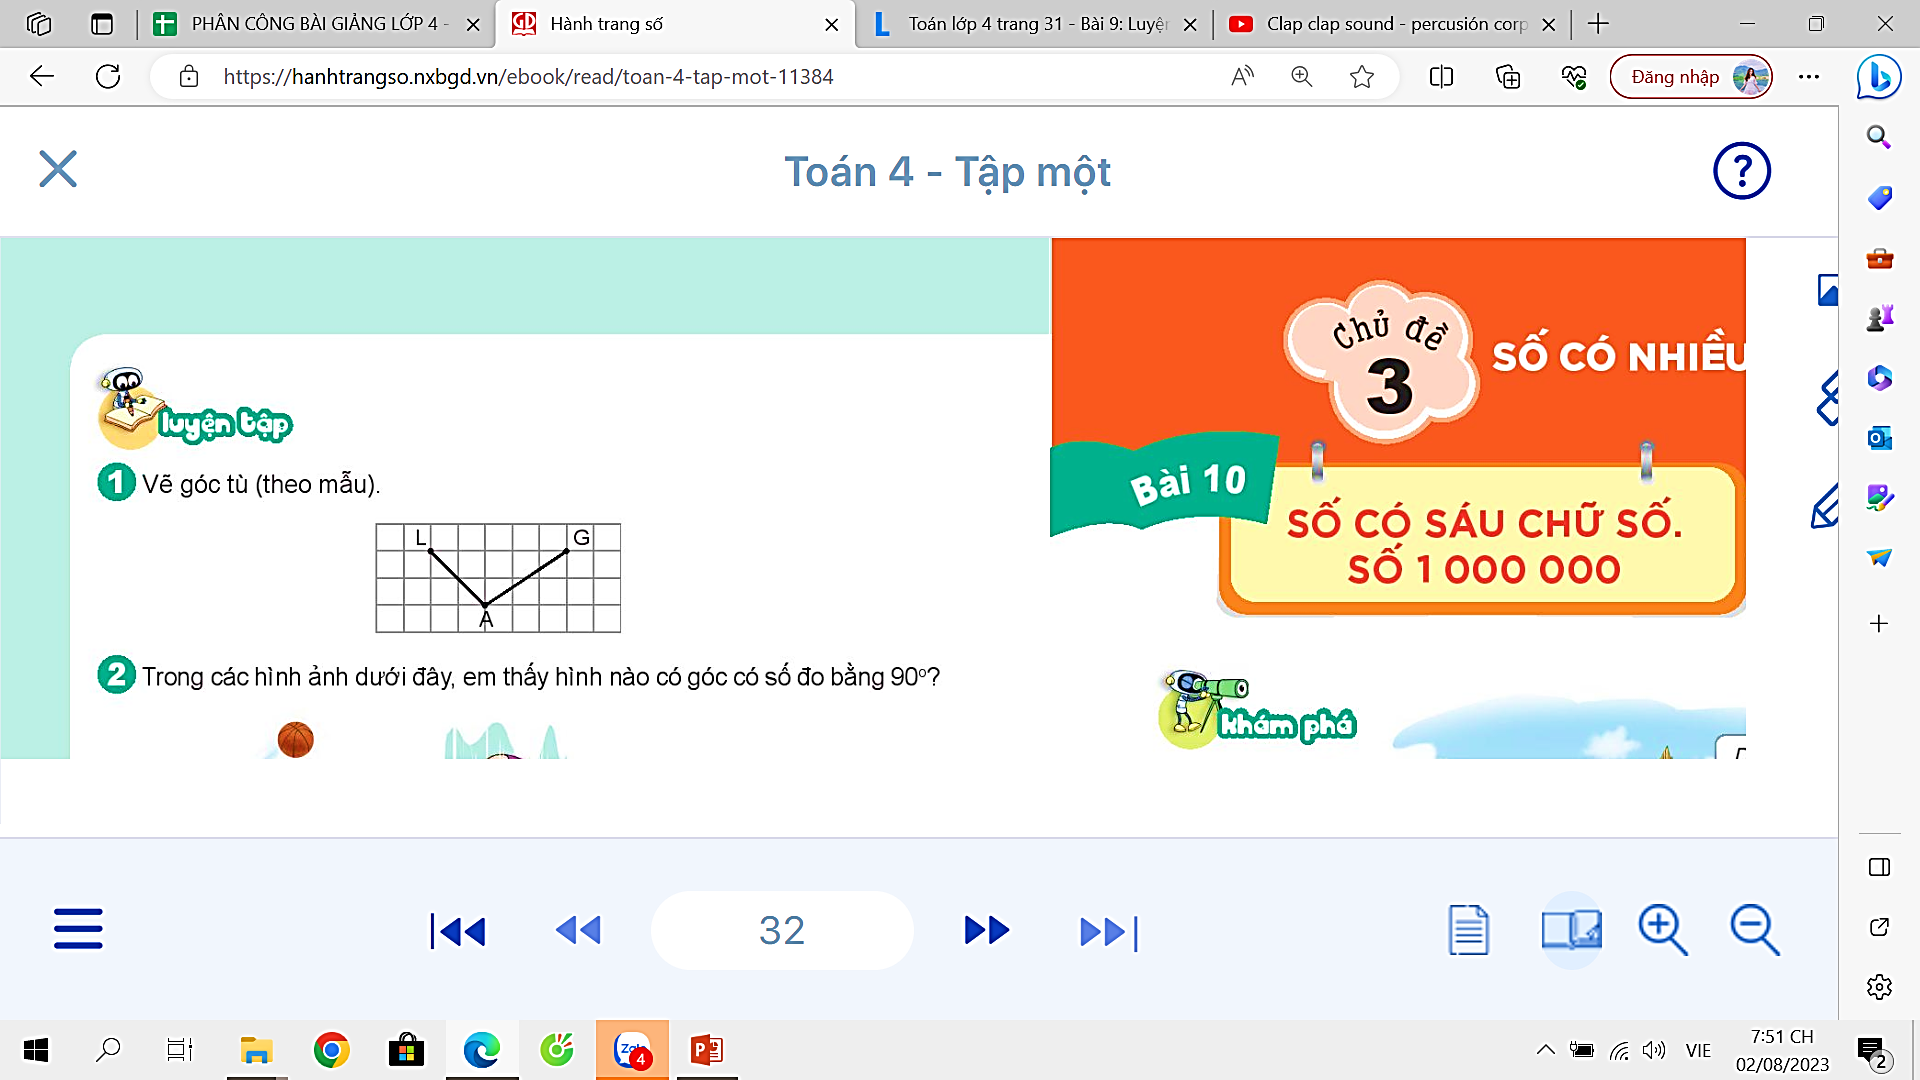 PHÂN CÔNG BÀI GIẢNG LỚP 4 -
Hành trang số
Toán lớp 4 trang 31 - Bài 9: Luyện
Clap clap sound - percusión corp
https://hanhtrangso.nxbgd.vn/ebook/read/toan-4-tap-mot-11384
Đăng nhập
Toán 4 - Tập một
?
luyện tập
1 Vẽ góc tù (theo mẫu).
L
G
A
2 Trong các hình ảnh dưới đây, em thấy hình nào có góc có số đo bằng 90º?
Chủ đề
3
SỐ CÓ NHIỀU
Bài 10
SỐ CÓ SÁU CHỮ SỐ.
SỐ 1 000 000
khám phá
32
Zalo
4
7:51 CH
VIE
02/08/2023
2